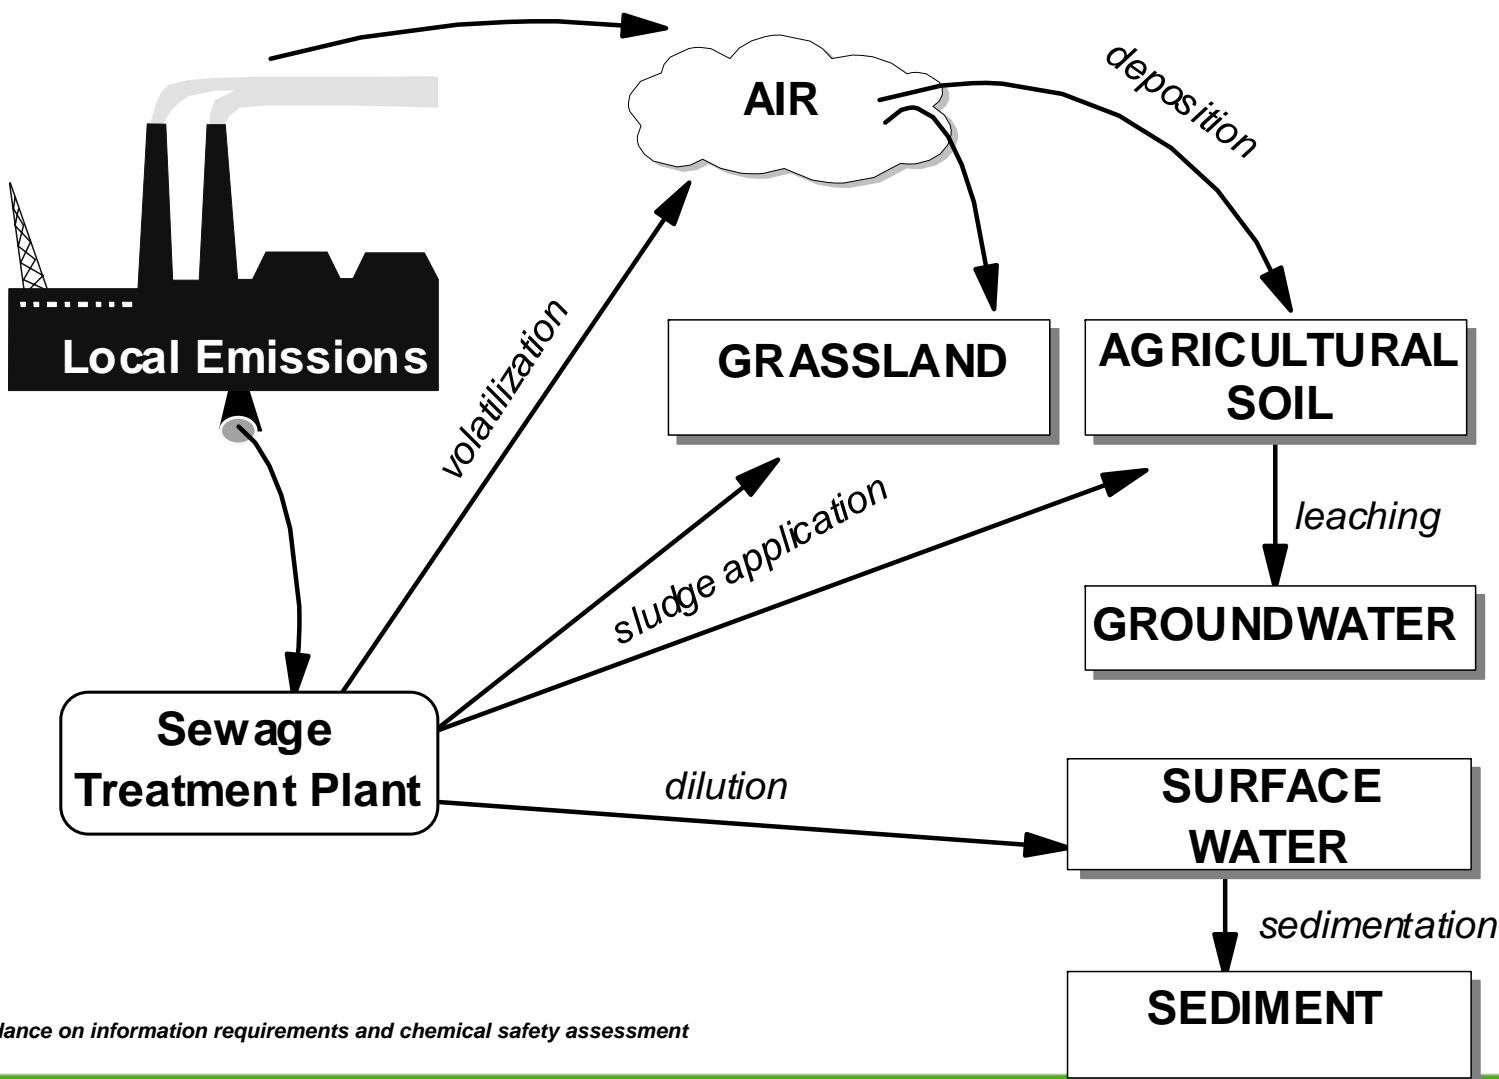 AIR
deposition
Local Emissions
volatilization
GRASSLAND
AGRICULTURAL
SOIL
sludge application
leaching
GROUNDWATER
Sewage
Treatment Plant
dilution
SURFACE
WATER
sedimentation
SEDIMENT
on information requirements and chemical safety assessment